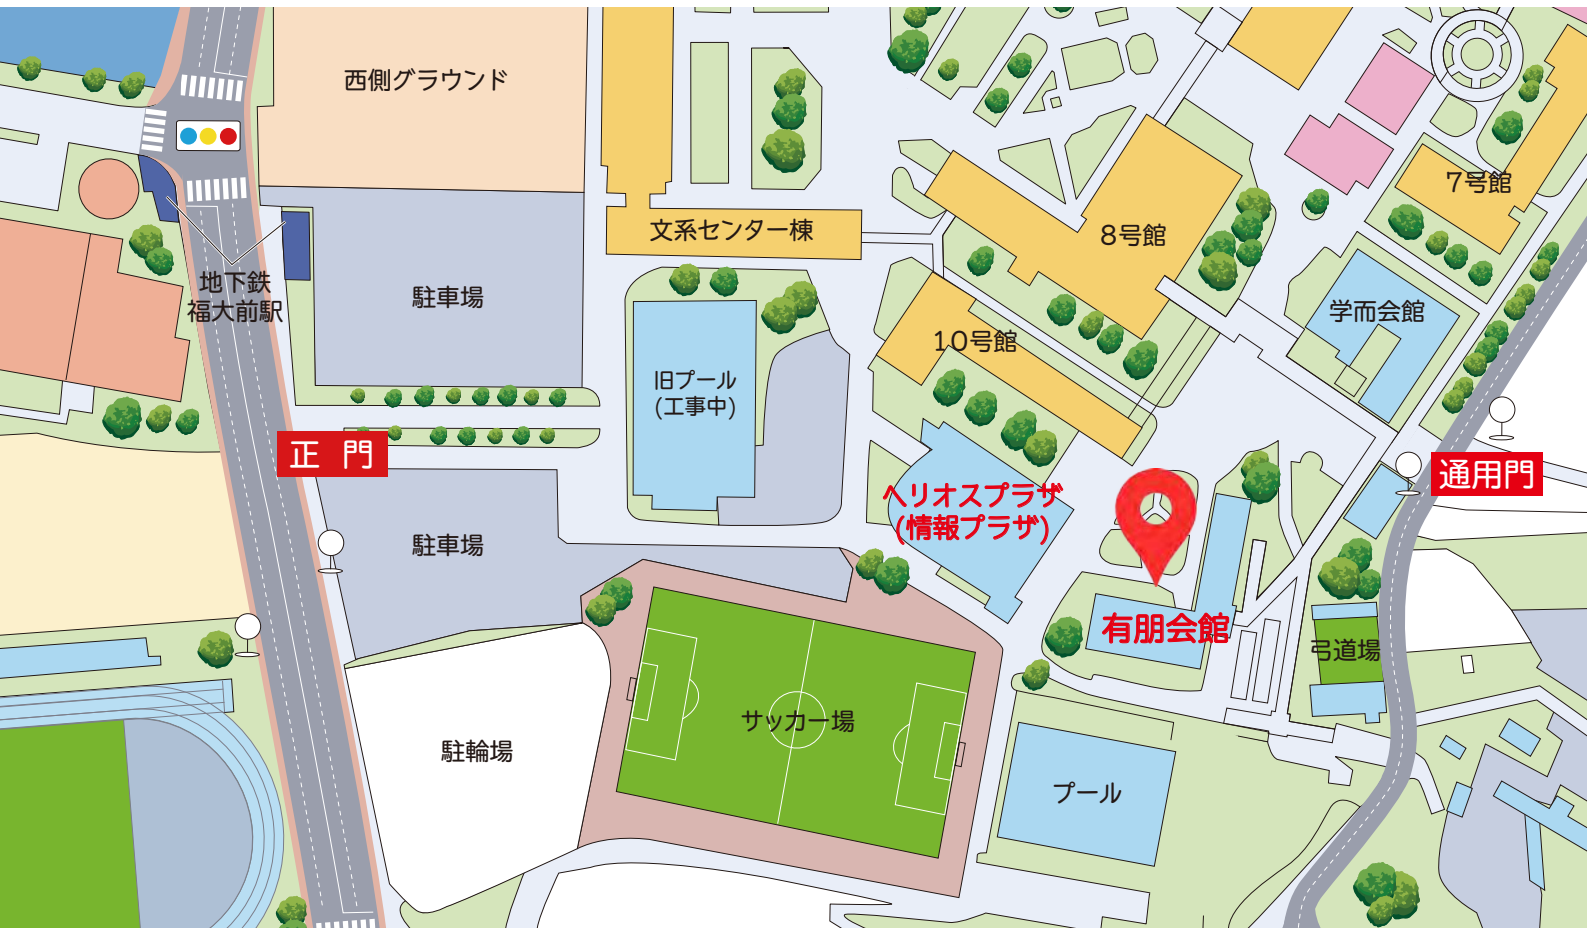 西側グラウンド
7号館
文系センター棟
8号館
地下鉄
福大前駅
駐車場
学而会館
10号館
旧プール
(工事中)
正 門
通用門
ヘリオスプラザ
(情報プラザ)
駐車場
有朋会館
弓道場
サッカー場
駐輪場
プール